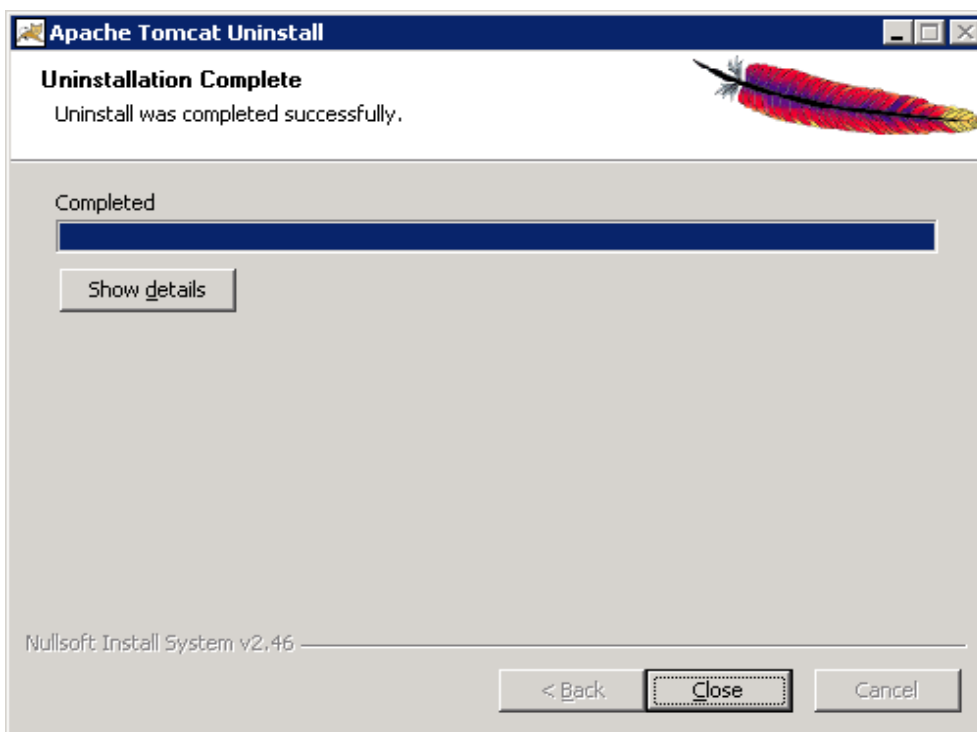 Apache Tomcat Uninstall
Uninstallation Complete
Uninstall was completed successfully.
Completed
Show details
Nullsoft Install System v2.46
< Back
Close
Cancel